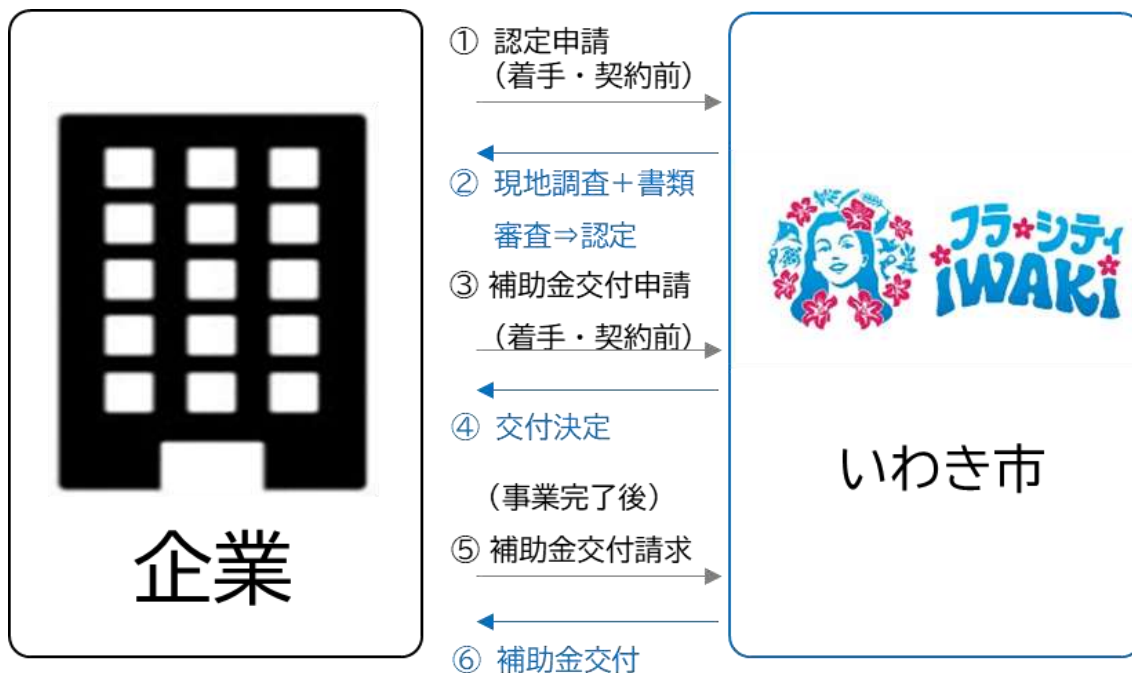 企業
① 認定申請
（着手・契約前）
② 現地調査＋書類
審査⇒認定
③ 補助金交付申請
（着手・契約前）
④ 交付決定
（事業完了後）
⑤ 補助金交付請求
⑥ 補助金交付
フラ・シティ
IWAKi
いわき市